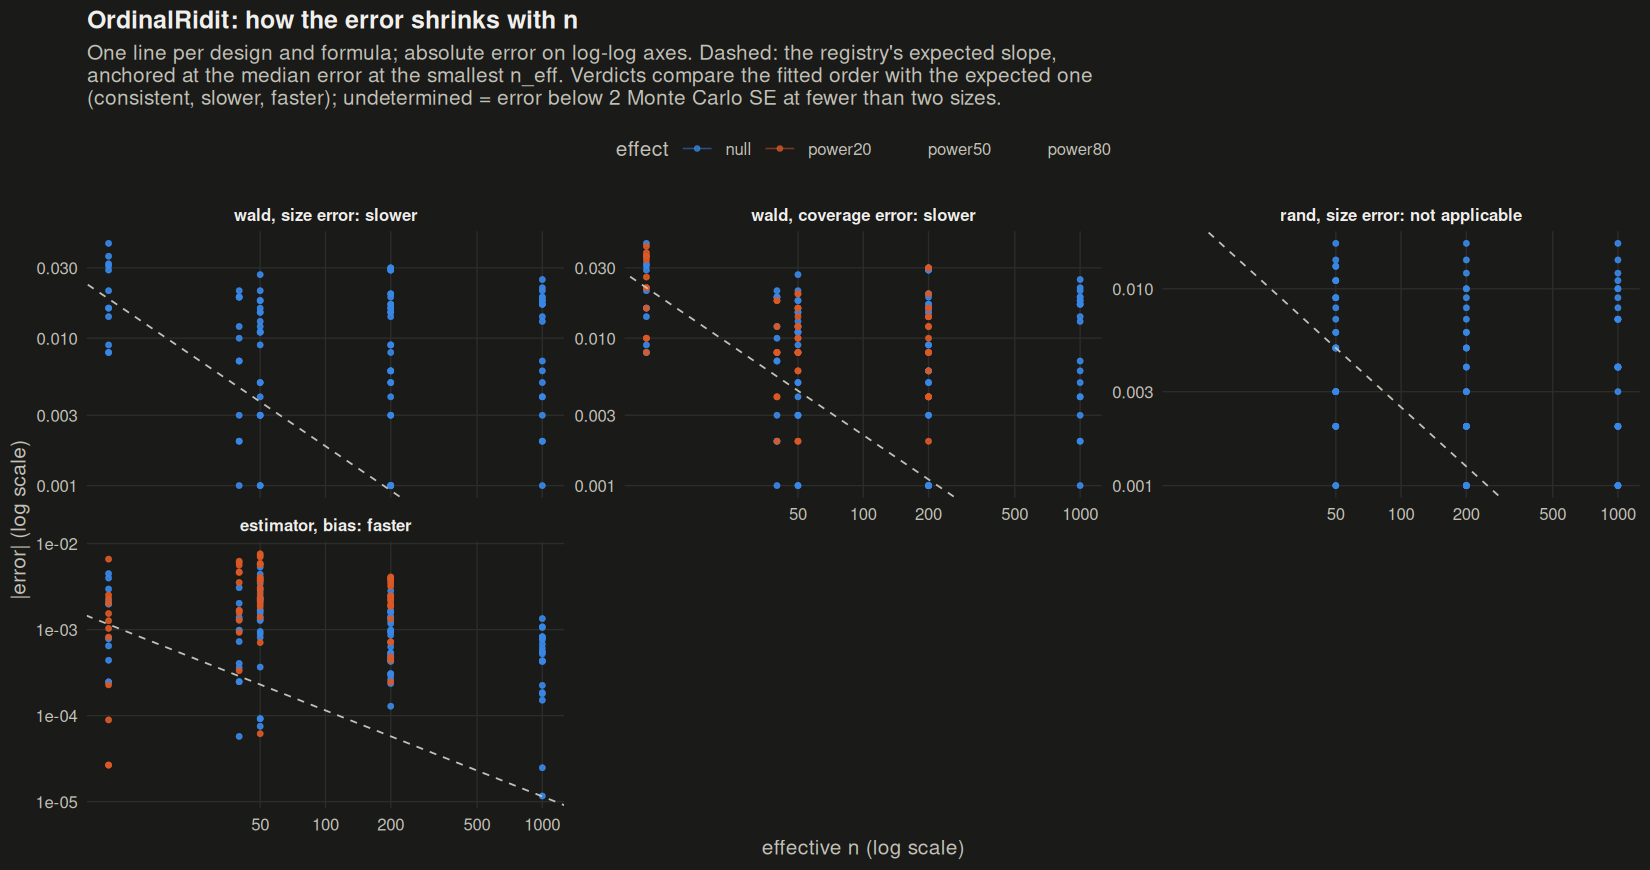 OrdinalRidit: how the error shrinks with n
One line per design and formula; absolute error on log-log axes. Dashed: the registry's expected slope,
anchored at the median error at the smallest n_eff. Verdicts compare the fitted order with the expected one
(consistent, slower, faster); undetermined = error below 2 Monte Carlo SE at fewer than two sizes.
effect null power20 power50 power80
wald, size error: slower
0.030
0.010
0.003
0.001
wald, coverage error: slower
0.030
0.010
0.003
0.001
50 100 200 500 1000
rand, size error: not applicable
0.010
0.003
0.001
50 100 200 500 1000
estimator, bias: faster
1e-02
1e-03
1e-04
1e-05
50 100 200 500 1000
|error| (log scale)
effective n (log scale)